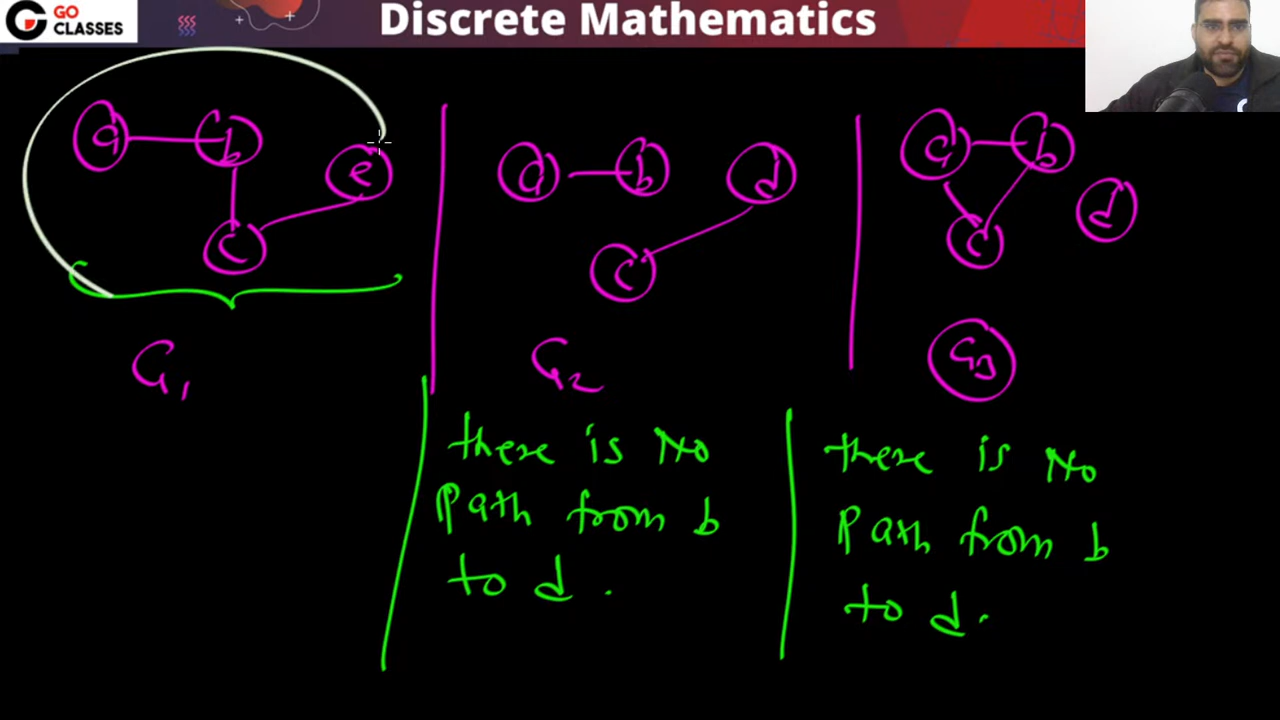 GO
CLASSES
Discrete Mathematics
a b e
c
G1
a b d
c
G2
a b
c d
G3
there is No
Path from b
to d.
there is No
Path from b
to d.